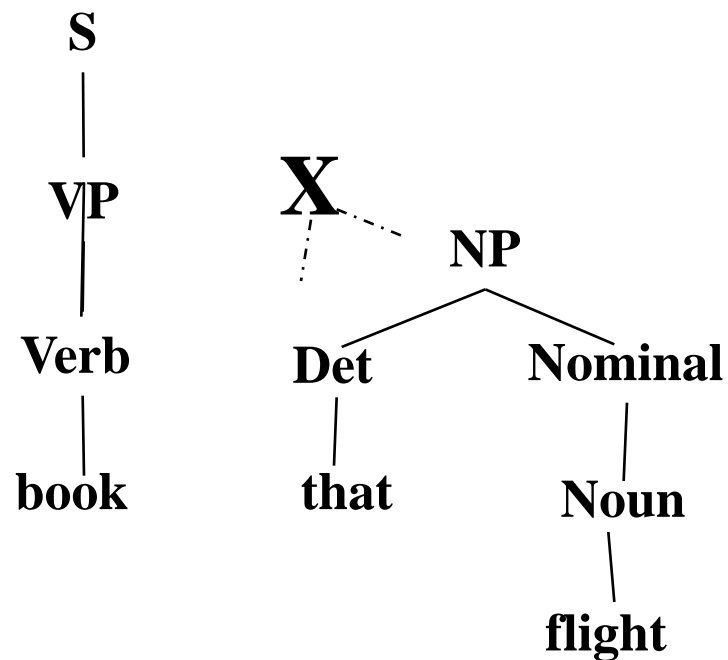 S
VP
X
NP
Verb
Det
Nominal
book
that
Noun
flight